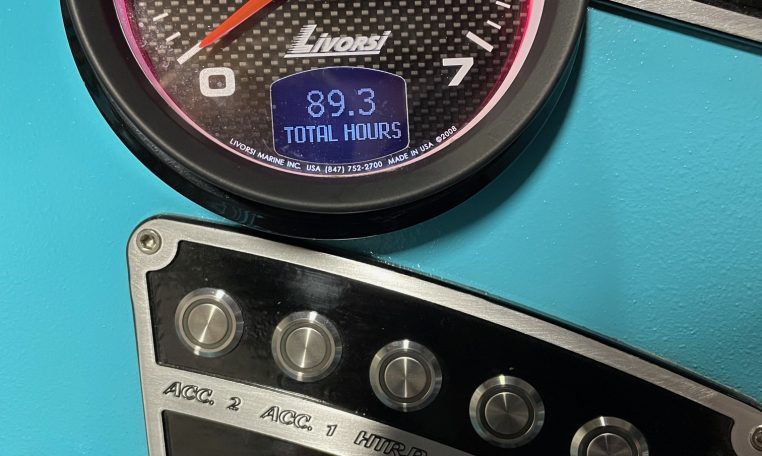 LIVORSI
0 7
89.3
TOTAL HOURS
LIVORSI MARINE INC. USA (847) 752-2700 MADE IN USA ©2008
ACC. 2 ACC. 1